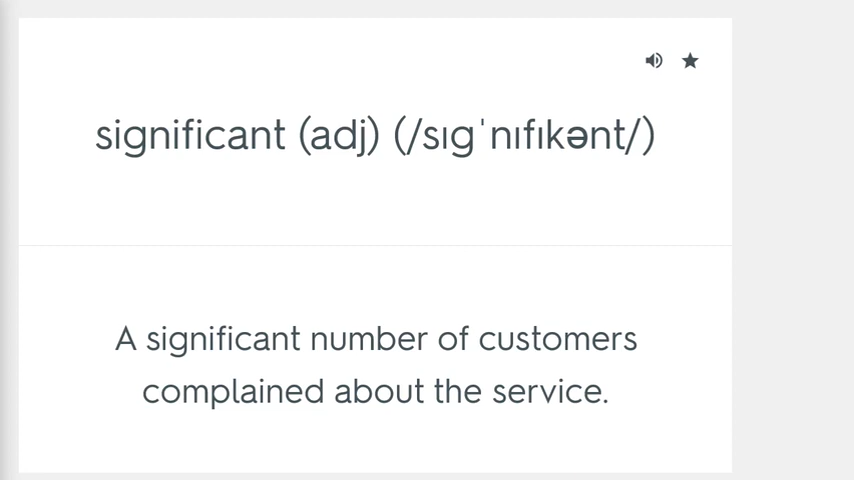 significant (adj) (/sɪɡˈnɪfɪkənt/)
A significant number of customers
complained about the service.